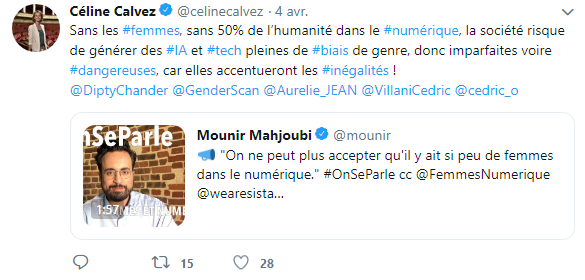 Céline Calvez @celinecalvez · 4 avr.
Sans les #femmes, sans 50% de l'humanité dans le #numérique, la société risque
de générer des #IA et #tech pleines de #biais de genre, donc imparfaites voire
#dangereuses, car elles accentueront les #inégalités !
@DiptyChander @GenderScan @Aurelie_JEAN @VillaniCedric @cedric_o
nSeParle
1:57
Mounir Mahjoubi @mounir
"On ne peut plus accepter qu'il y ait si peu de femmes
dans le numérique." #OnSeParle cc @FemmesNumerique
@wearesista...
15 28